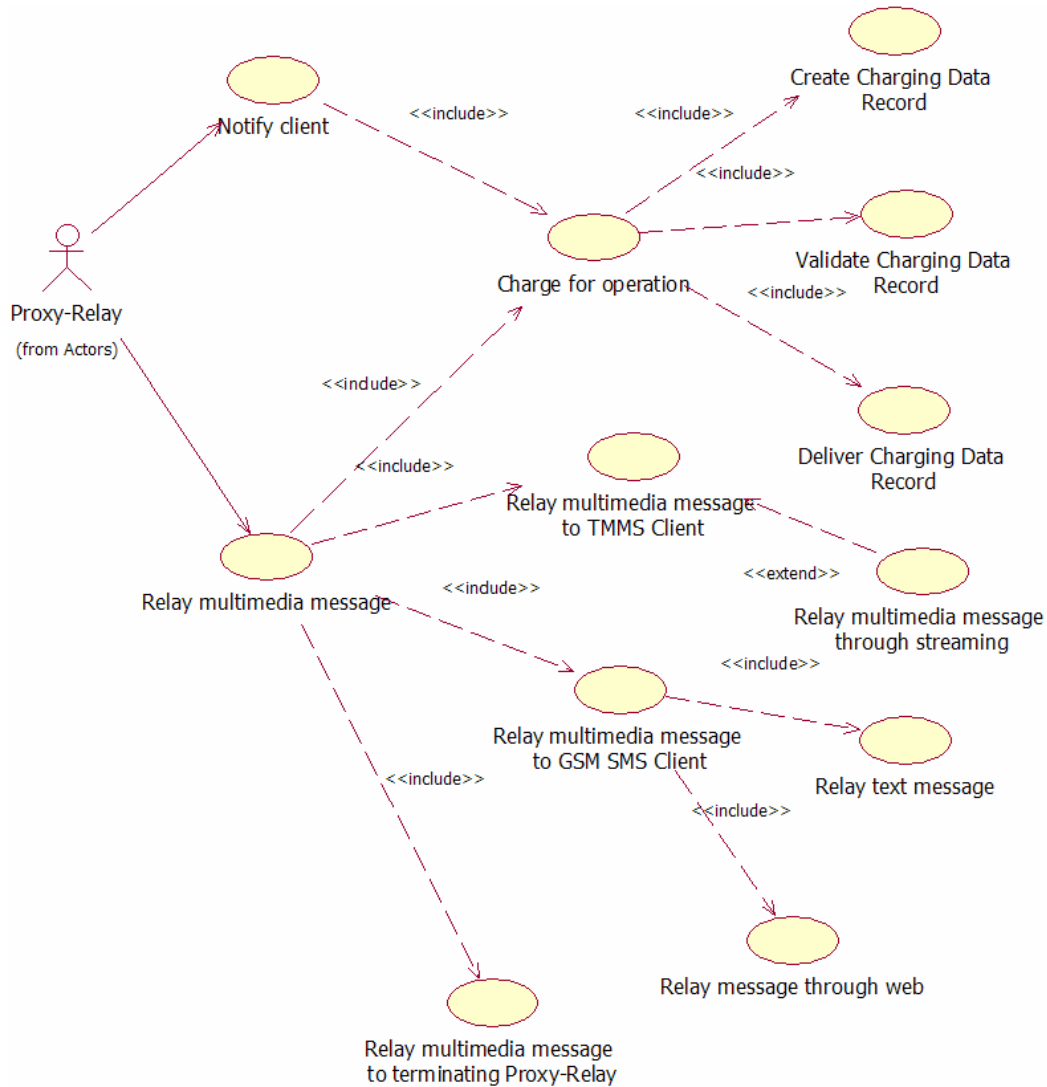 Create Charging Data
Record
<<include>>
<<include>>
Notify client
<<include>>
Validate Charging Data
Record
Charge for operation
<<include>>
Proxy-Relay
(from Actors)
<<include>>
Deliver Charging Data
Record
<<include>>
Relay multimedia message
to TMMS Client
<<extend>>
Relay multimedia message
through streaming
Relay multimedia message
<<include>>
<<include>>
Relay multimedia message
to GSM SMS Client
Relay text message
<<include>>
<<include>>
Relay message through web
Relay multimedia message
to terminating Proxy-Relay